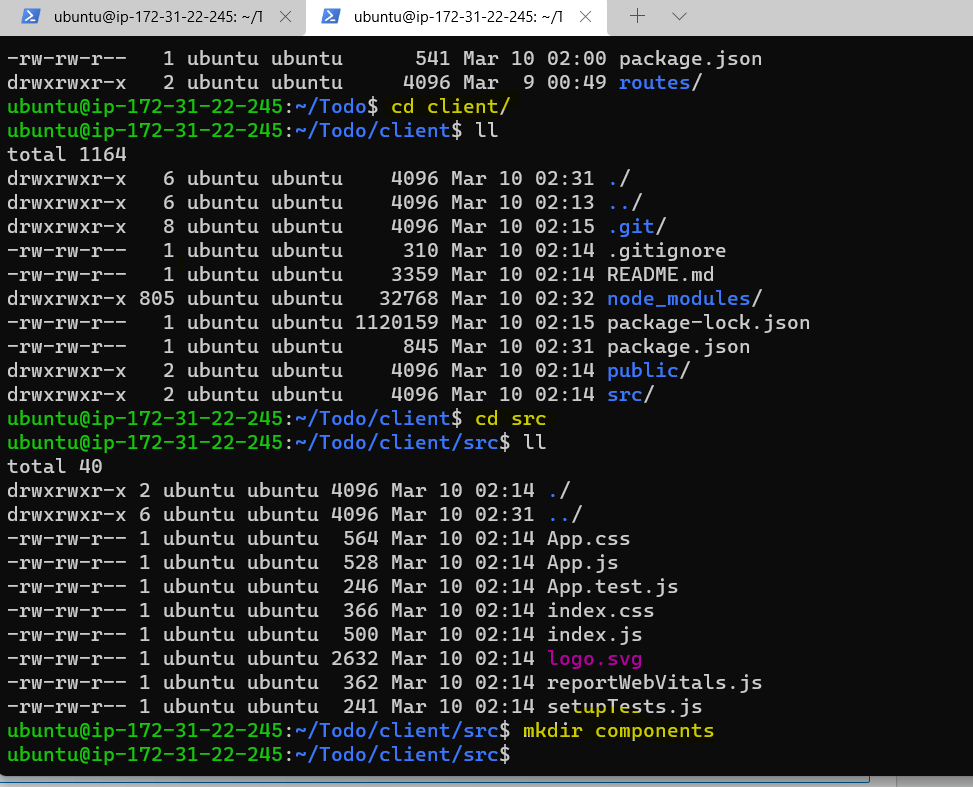 ubuntu@ip-172-31-22-245: ~/T ubuntu@ip-172-31-22-245: ~/T
-rw-rw-r-- 1 ubuntu ubuntu 541 Mar 10 02:00 package.json
drwxrwxr-x 2 ubuntu ubuntu 4096 Mar 9 00:49 routes/
ubuntu@ip-172-31-22-245:~/Todo$ cd client/
ubuntu@ip-172-31-22-245:~/Todo/client$ ll
total 1164
drwxrwxr-x 6 ubuntu ubuntu 4096 Mar 10 02:31 ./
drwxrwxr-x 6 ubuntu ubuntu 4096 Mar 10 02:13 ../
drwxrwxr-x 8 ubuntu ubuntu 4096 Mar 10 02:15 .git/
-rw-rw-r-- 1 ubuntu ubuntu 310 Mar 10 02:14 .gitignore
-rw-rw-r-- 1 ubuntu ubuntu 3359 Mar 10 02:14 README.md
drwxrwxr-x 805 ubuntu ubuntu 32768 Mar 10 02:32 node_modules/
-rw-rw-r-- 1 ubuntu ubuntu 1120159 Mar 10 02:15 package-lock.json
-rw-rw-r-- 1 ubuntu ubuntu 845 Mar 10 02:31 package.json
drwxrwxr-x 2 ubuntu ubuntu 4096 Mar 10 02:14 public/
drwxrwxr-x 2 ubuntu ubuntu 4096 Mar 10 02:14 src/
ubuntu@ip-172-31-22-245:~/Todo/client$ cd src
ubuntu@ip-172-31-22-245:~/Todo/client/src$ ll
total 40
drwxrwxr-x 2 ubuntu ubuntu 4096 Mar 10 02:14 ./
drwxrwxr-x 6 ubuntu ubuntu 4096 Mar 10 02:31 ../
-rw-rw-r-- 1 ubuntu ubuntu 564 Mar 10 02:14 App.css
-rw-rw-r-- 1 ubuntu ubuntu 528 Mar 10 02:14 App.js
-rw-rw-r-- 1 ubuntu ubuntu 246 Mar 10 02:14 App.test.js
-rw-rw-r-- 1 ubuntu ubuntu 366 Mar 10 02:14 index.css
-rw-rw-r-- 1 ubuntu ubuntu 500 Mar 10 02:14 index.js
-rw-rw-r-- 1 ubuntu ubuntu 2632 Mar 10 02:14 logo.svg
-rw-rw-r-- 1 ubuntu ubuntu 362 Mar 10 02:14 reportWebVitals.js
-rw-rw-r-- 1 ubuntu ubuntu 241 Mar 10 02:14 setupTests.js
ubuntu@ip-172-31-22-245:~/Todo/client/src$ mkdir components
ubuntu@ip-172-31-22-245:~/Todo/client/src$